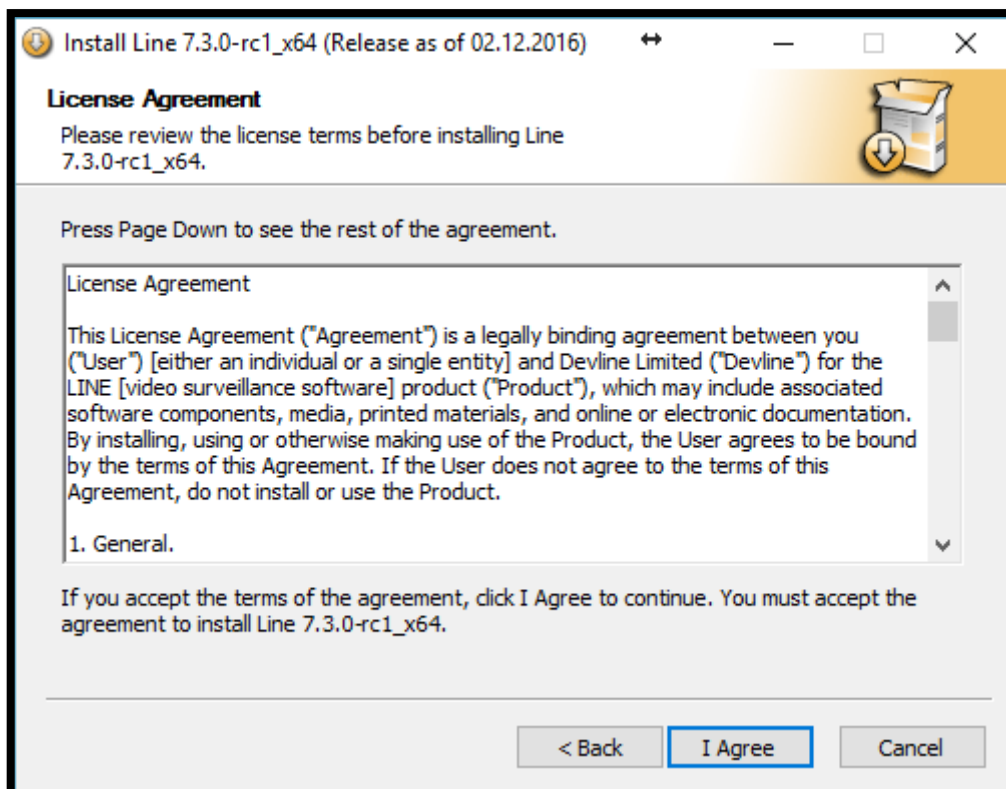 Install Line 7.3.0-rc1_x64 (Release as of 02.12.2016)
License Agreement
Please review the license terms before installing Line
7.3.0-rc1_x64.
Press Page Down to see the rest of the agreement.
License Agreement
This License Agreement ("Agreement") is a legally binding agreement between you
("User") [either an individual or a single entity] and Devline Limited ("Devline") for the
LINE [video surveillance software] product ("Product"), which may include associated
software components, media, printed materials, and online or electronic documentation.
By installing, using or otherwise making use of the Product, the User agrees to be bound
by the terms of this Agreement. If the User does not agree to the terms of this
Agreement, do not install or use the Product.
1. General.
If you accept the terms of the agreement, click I Agree to continue. You must accept the
agreement to install Line 7.3.0-rc1_x64.
< Back
I Agree
Cancel